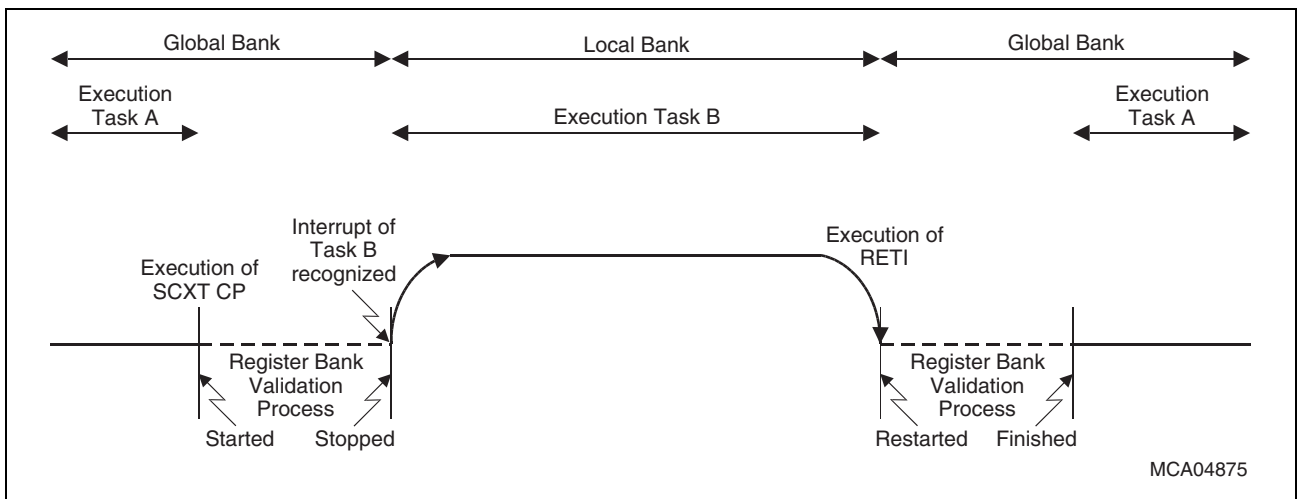 Global Bank
Local Bank
Global Bank
Execution
Task A
Execution Task B
Execution
Task A
Execution of
SCXT CP
Interrupt of
Task B
recognized
Execution of
RETI
Register Bank
Validation
Process
Started
Stopped
Register Bank
Validation
Process
Restarted
Finished
MCA04875